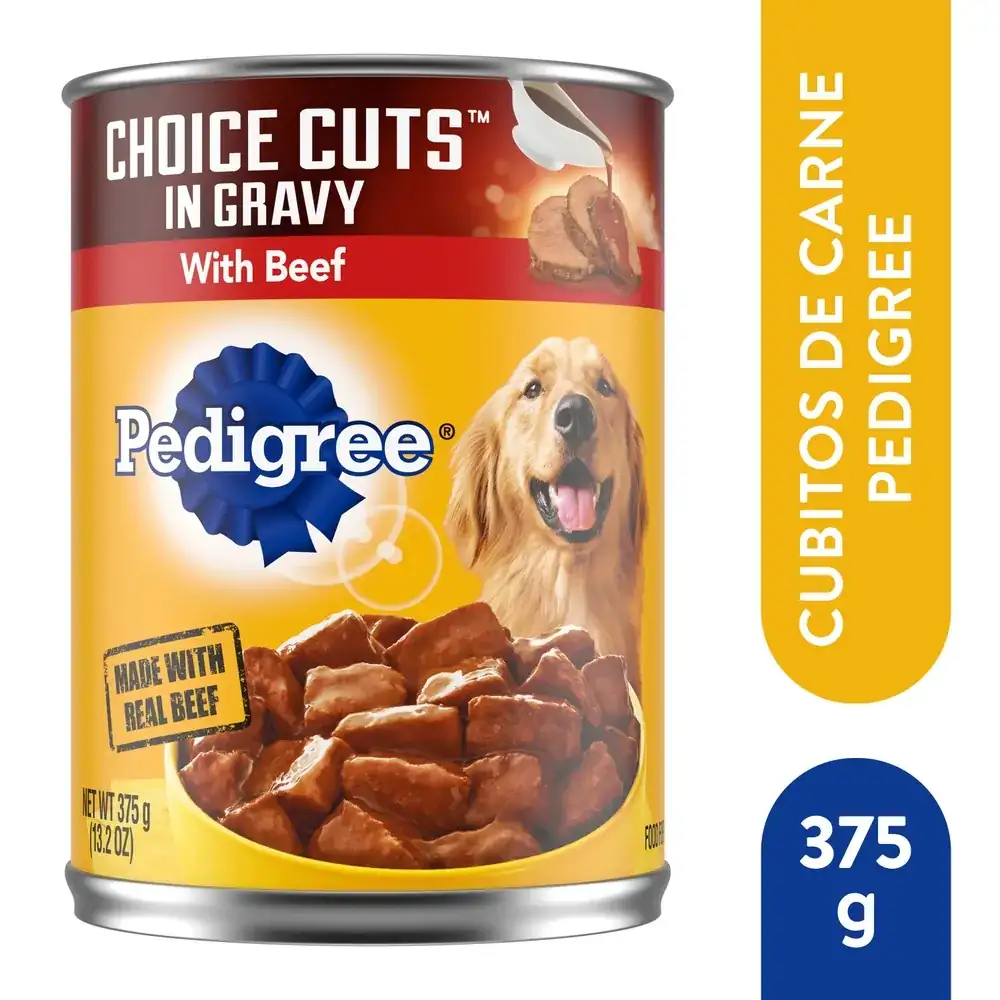 CHOICE CUTS™
IN GRAVY
With Beef
Pedigree®
MADE WITH
REAL BEEF
NET WT 375 g
(13.2 OZ)
FOOD
CUBITOS DE CARNE
PEDIGREE
375
g